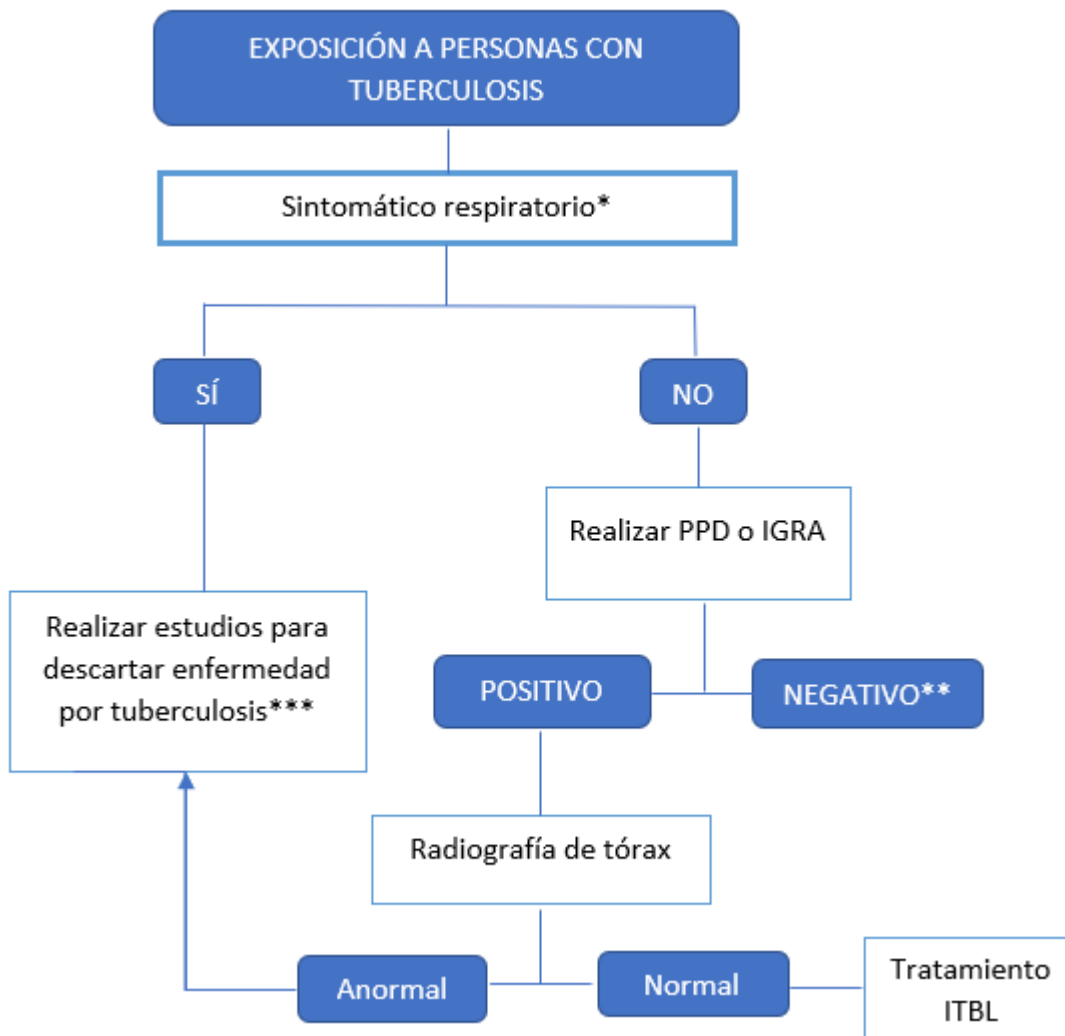 EXPOSICIÓN A PERSONAS CON
TUBERCULOSIS
Sintomático respiratorio*
SÍ
NO
Realizar PPD o IGRA
Realizar estudios para
descartar enfermedad
por tuberculosis***
POSITIVO
NEGATIVO**
Radiografía de tórax
Anormal
Normal
Tratamiento
ITBL